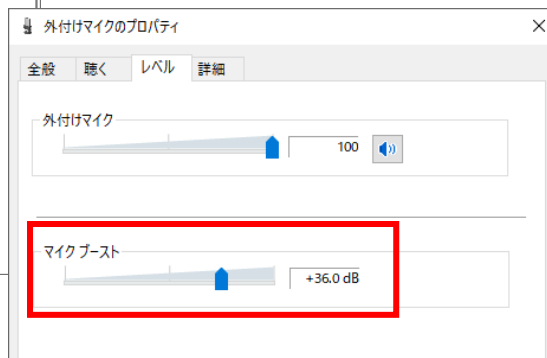 外付けマイクのプロパティ
全般 聴く レベル 詳細
外付けマイク
100
マイク ブースト
+36.0 dB